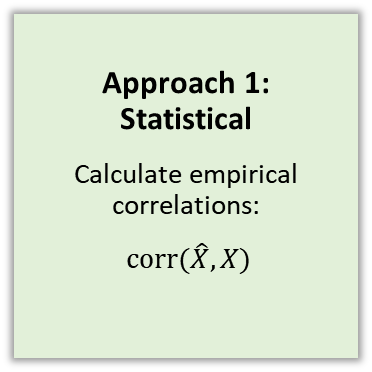 Approach 1:
Statistical
Calculate empirical
correlations:
corr(X̂, X)